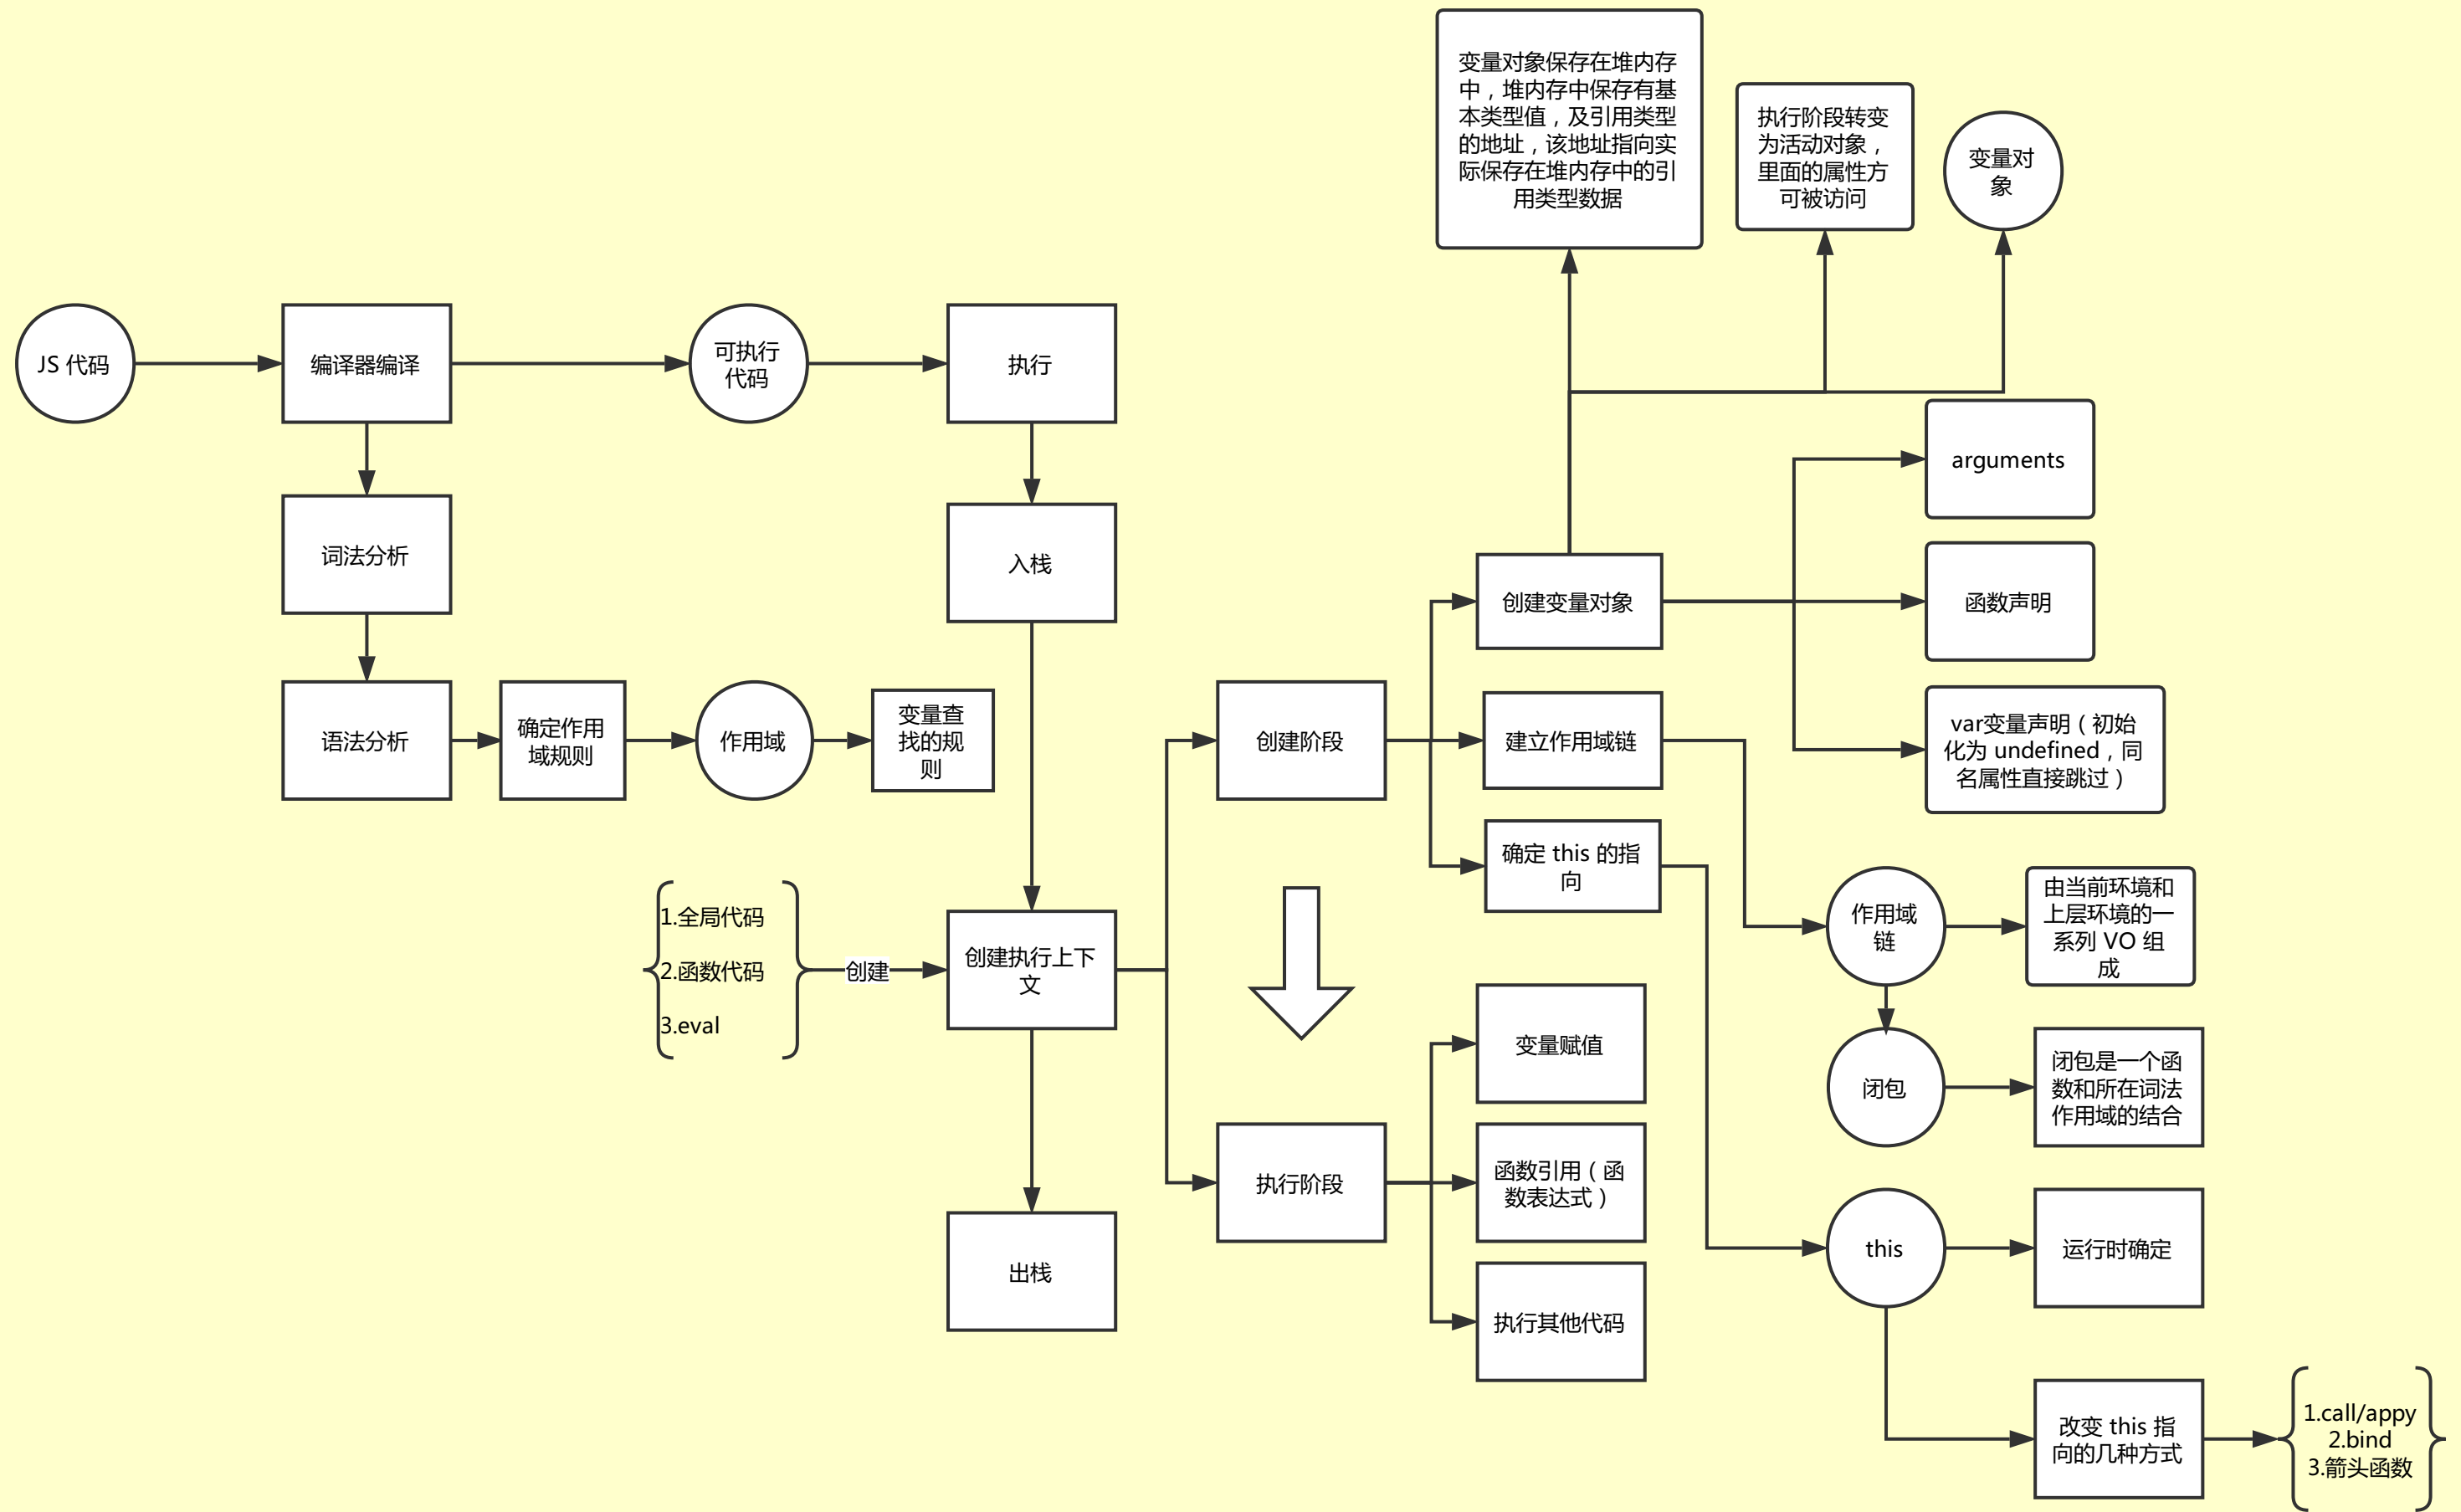 变量对象保存在堆内存
中，堆内存中保存有基
本类型值，及引用类型
的地址，该地址指向实
际保存在堆内存中的引
用类型数据
执行阶段转变
为活动对象，
里面的属性方
可被访问
变量对
象
JS 代码
编译器编译
可执行
代码
执行
arguments
词法分析
入栈
创建变量对象
函数声明
语法分析
确定作用
域规则
作用域
变量查
找的规
则
创建阶段
建立作用域链
var变量声明（初始
化为 undefined，同
名属性直接跳过）
确定 this 的指
向
1.全局代码
2.函数代码
3.eval
创建
创建执行上下
文
作用域
链
由当前环境和
上层环境的一
系列 VO 组
成
变量赋值
闭包
闭包是一个函
数和所在词法
作用域的结合
执行阶段
函数引用（函
数表达式）
this
运行时确定
出栈
执行其他代码
改变 this 指
向的几种方式
1.call/appy
2.bind
3.箭头函数